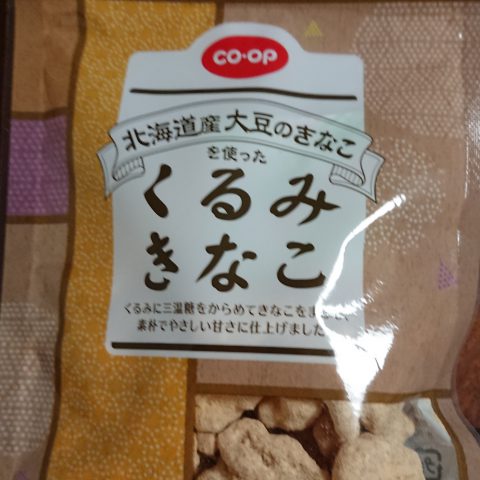 CO·OP
北海道産大豆のきなこ
を使った
くるみ
きなこ
くるみに三温糖をからめてきなこをま
素朴でやさしい甘さに仕上げました